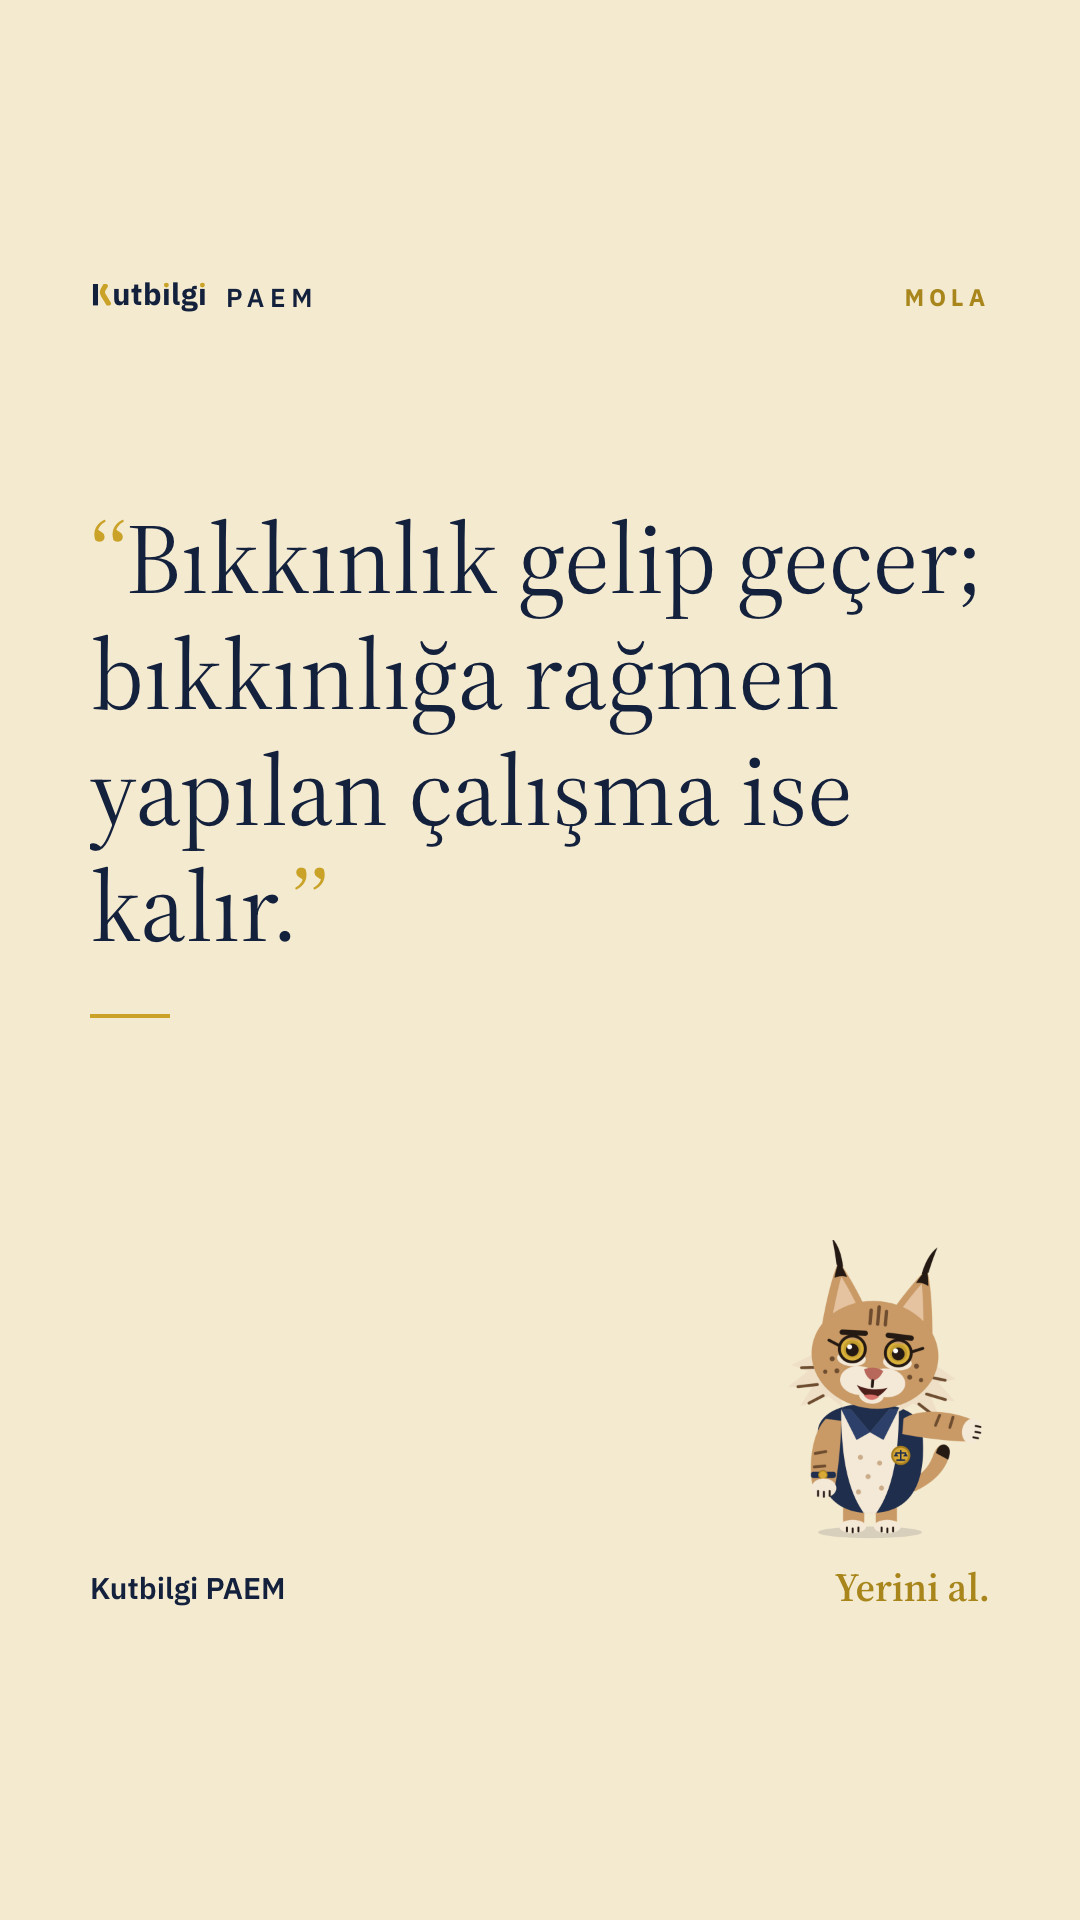 Kutbilgi PAEM
MOLA
“Bıkkınlık gelip geçer;
bıkkınlığa rağmen
yapılan çalışma ise
kalır.”
Kutbilgi PAEM
Yerini al.